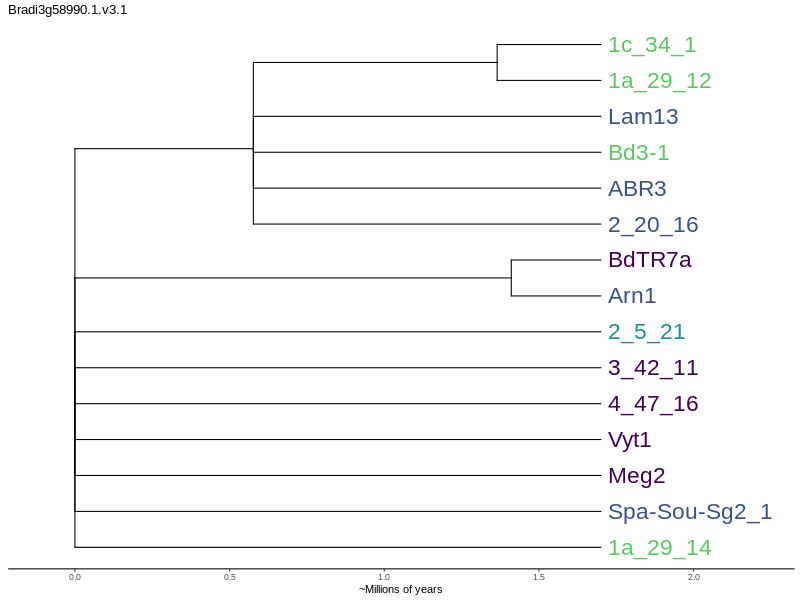 Bradi3g58990.1.v3.1
1c_34_1
1a_29_12
Lam13
Bd3-1
ABR3
2_20_16
BdTR7a
Arn1
2_5_21
3_42_11
4_47_16
Vyt1
Meg2
Spa-Sou-Sg2_1
1a_29_14
0.0 0.5 1.0 1.5 2.0
~Millions of years